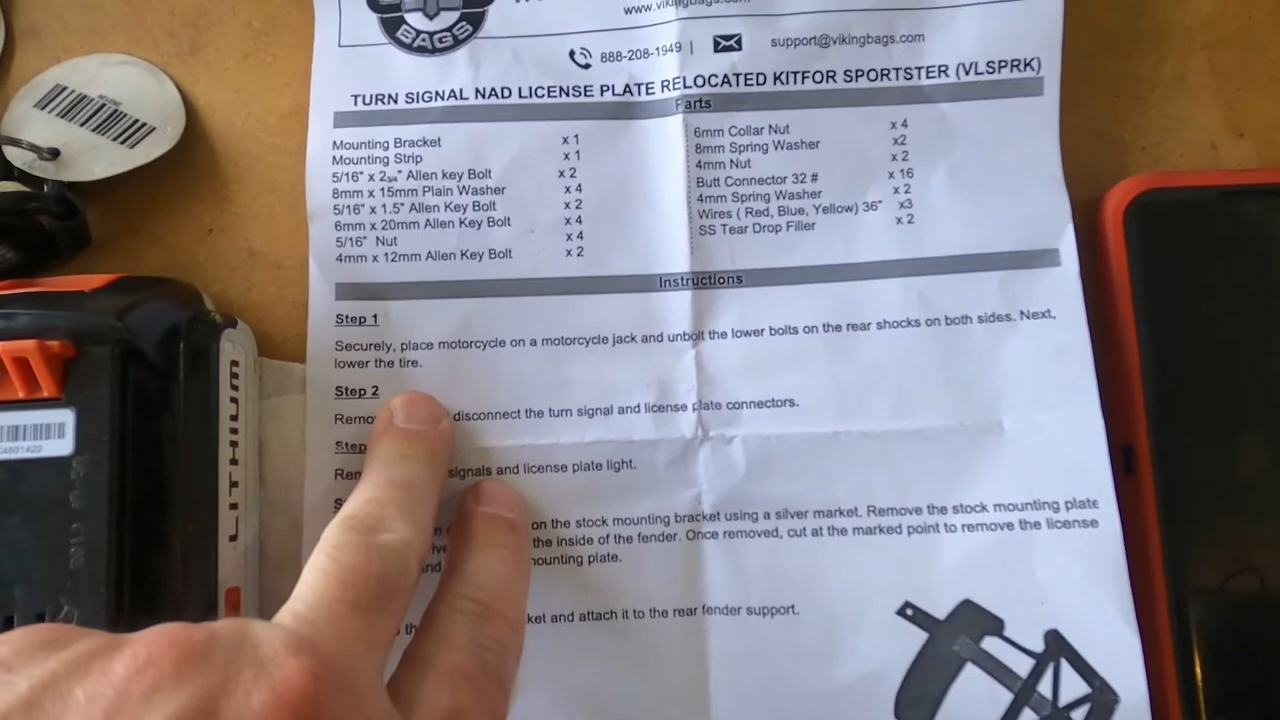 BAGS
www.vikingbags.com
888-208-1949 | support@vikingbags.com
TURN SIGNAL NAD LICENSE PLATE RELOCATED KITFOR SPORTSTER (VLSPRK)
Parts
Mounting Bracket x 1
Mounting Strip x 1
5/16" x 2 3/4" Allen key Bolt x 2
8mm x 15mm Plain Washer x 4
5/16" x 1.5" Allen Key Bolt x 2
6mm x 20mm Allen Key Bolt x 4
5/16" Nut x 4
4mm x 12mm Allen Key Bolt x 2
6mm Collar Nut x 4
8mm Spring Washer x2
4mm Nut x 2
Butt Connector 32 # x 16
4mm Spring Washer x 2
Wires ( Red, Blue, Yellow) 36" x3
SS Tear Drop Filler x 2
Instructions
Step 1
Securely, place motorcycle on a motorcycle jack and unbolt the lower bolts on the rear shocks on both sides. Next,
lower the tire.
Step 2
disconnect the turn signal and license plate connectors.
Step
signals and license plate light.
on the stock mounting bracket using a silver market. Remove the stock mounting plate
the inside of the fender. Once removed, cut at the marked point to remove the license
mounting plate.
and attach it to the rear fender support.
LITHIUM